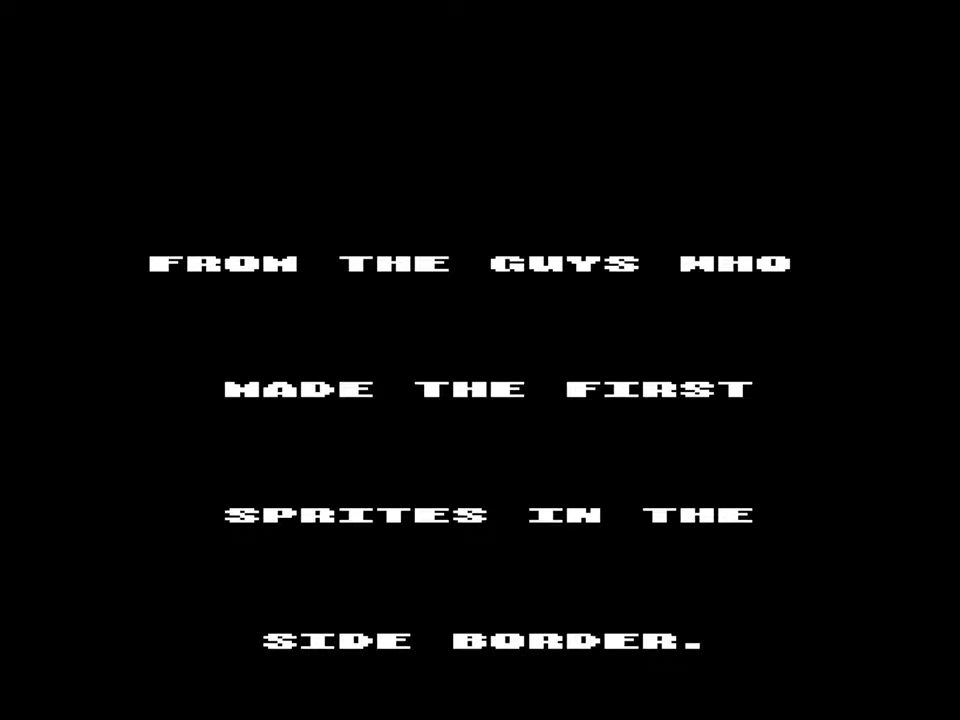 FROM THE GUYS WHO
MADE THE FIRST
SPRITES IN THE
SIDE BORDER.